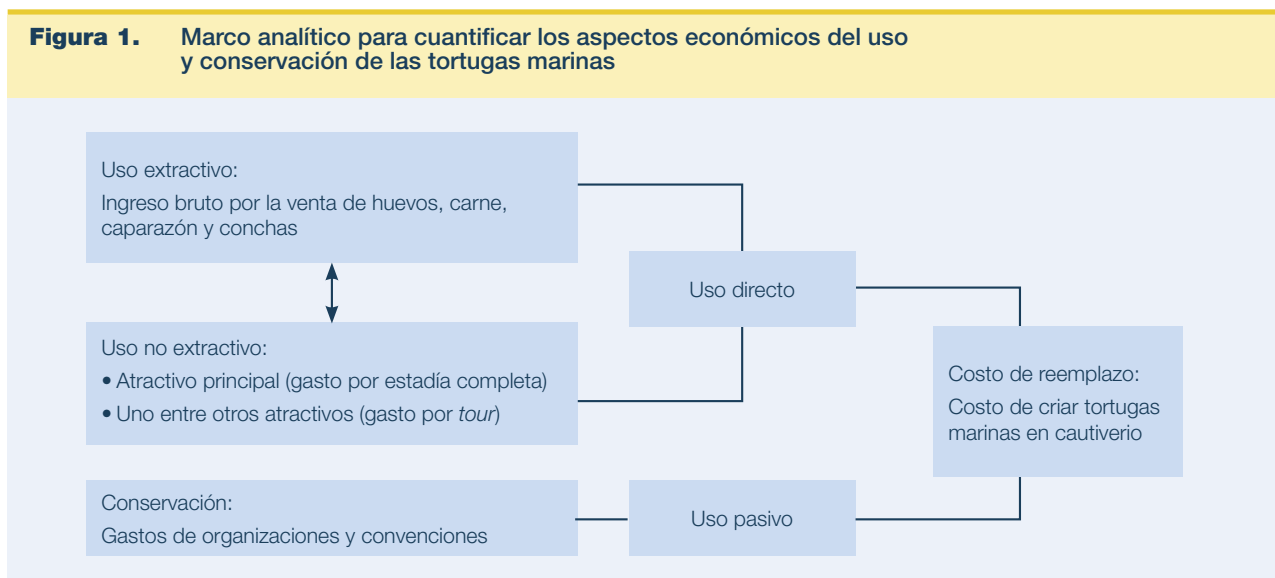 Figura 1. Marco analítico para cuantificar los aspectos económicos del uso
y conservación de las tortugas marinas
Uso extractivo:
Ingreso bruto por la venta de huevos, carne,
caparazón y conchas
Uso no extractivo:
• Atractivo principal (gasto por estadía completa)
• Uno entre otros atractivos (gasto por tour)
Conservación:
Gastos de organizaciones y convenciones
Uso directo
Uso pasivo
Costo de reemplazo:
Costo de criar tortugas
marinas en cautiverio